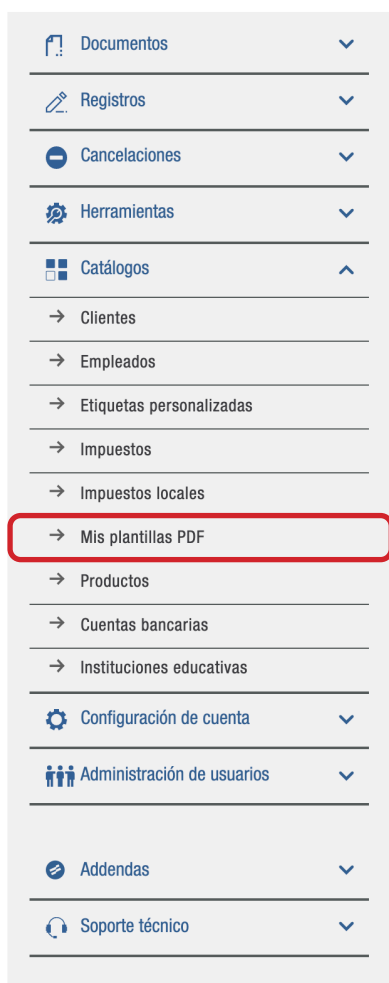 Documentos
Registros
Cancelaciones
Herramientas
Catálogos
Clientes
Empleados
Etiquetas personalizadas
Impuestos
Impuestos locales
Mis plantillas PDF
Productos
Cuentas bancarias
Instituciones educativas
Configuración de cuenta
Administración de usuarios
Addendas
Soporte técnico